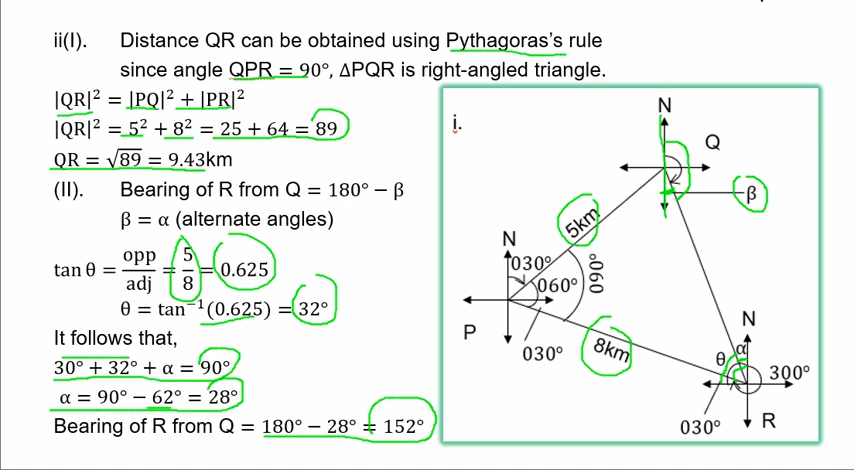 ii(I). Distance QR can be obtained using Pythagoras's rule
since angle QPR = 90°, ΔPQR is right-angled triangle.
|QR|² = |PQ|² + |PR|²
|QR|² = 5² + 8² = 25 + 64 = 89
QR = √89 = 9.43km
(II). Bearing of R from Q = 180° − β
β = α (alternate angles)
tan θ = opp/adj = 5/8 = 0.625
θ = tan⁻¹(0.625) = 32°
It follows that,
30° + 32° + α = 90°
α = 90° − 62° = 28°
Bearing of R from Q = 180° − 28° = 152°
i.
N
Q
β
5km
N
030°
060°
090°
P
030°
8km
N
θ
α
300°
030°
R